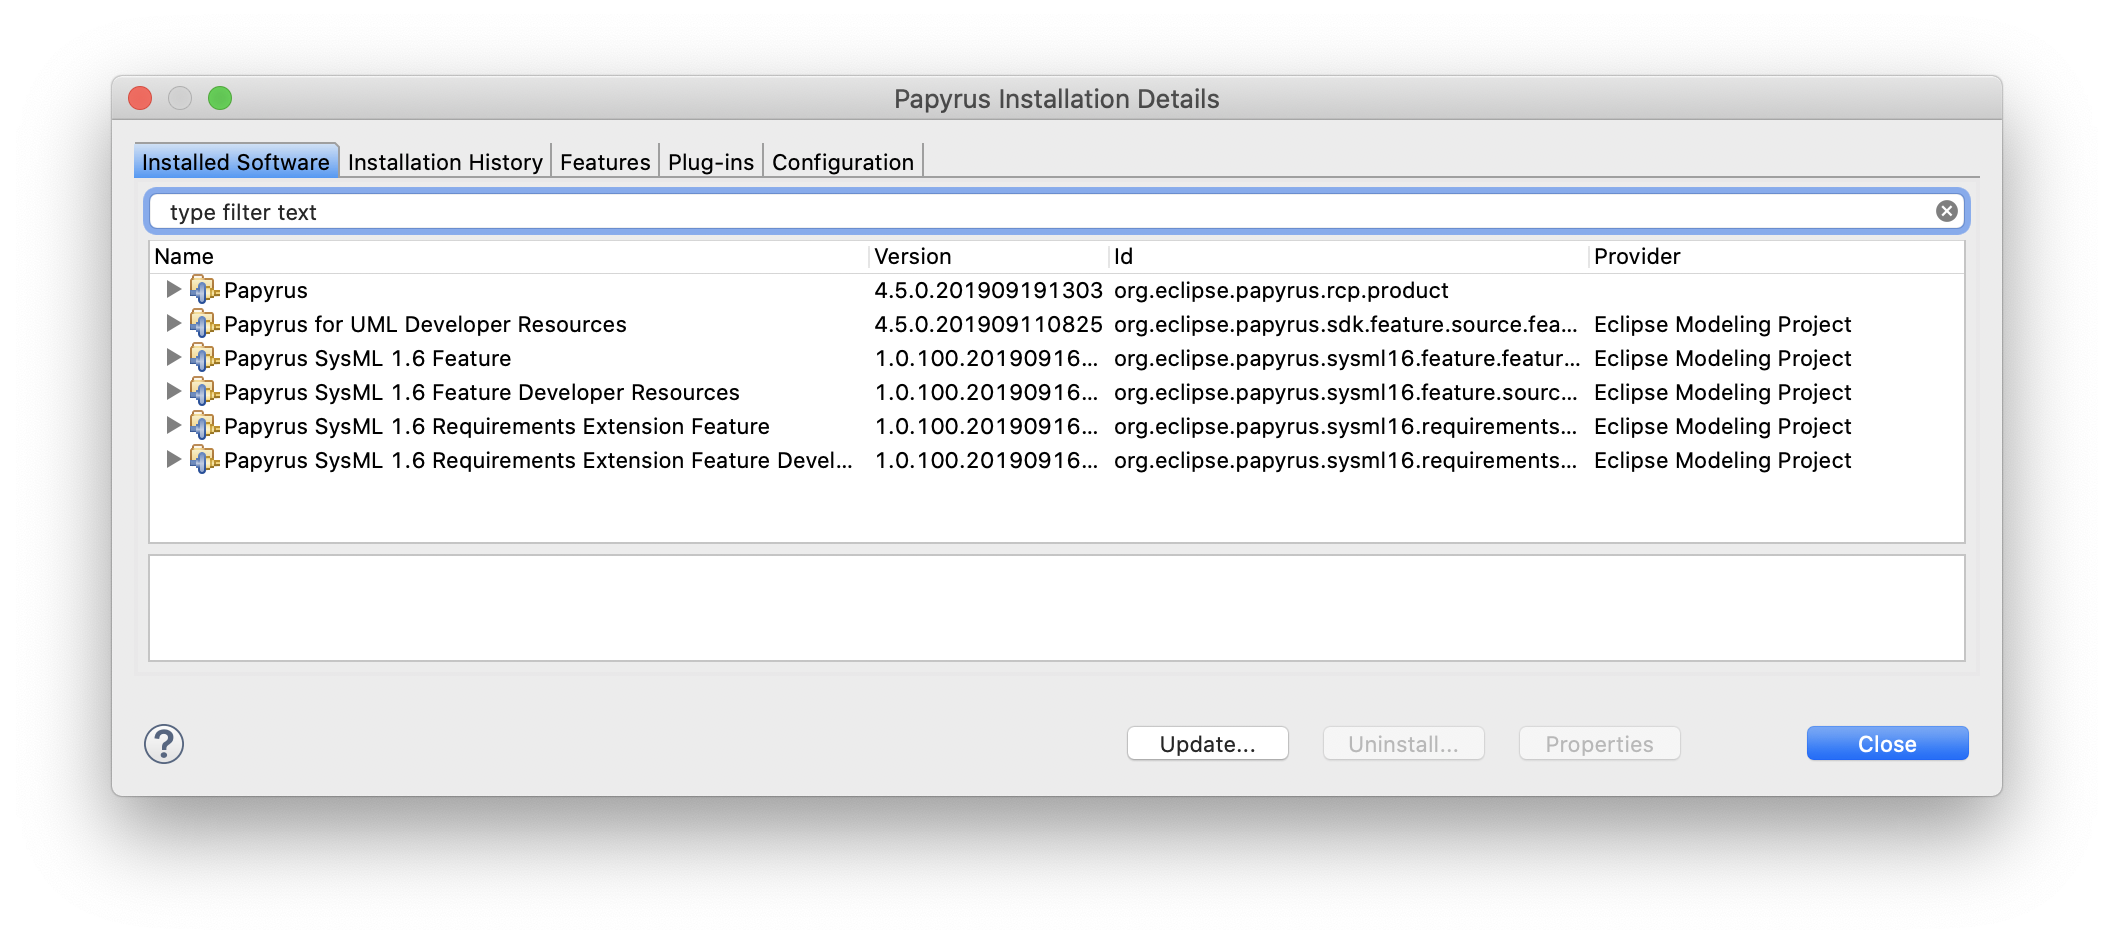 Papyrus Installation Details
Installed Software Installation History Features Plug-ins Configuration
type filter text
Name Version Id Provider
Papyrus 4.5.0.201909191303 org.eclipse.papyrus.rcp.product
Papyrus for UML Developer Resources 4.5.0.201909110825 org.eclipse.papyrus.sdk.feature.source.fea... Eclipse Modeling Project
Papyrus SysML 1.6 Feature 1.0.100.20190916... org.eclipse.papyrus.sysml16.feature.featur... Eclipse Modeling Project
Papyrus SysML 1.6 Feature Developer Resources 1.0.100.20190916... org.eclipse.papyrus.sysml16.feature.sourc... Eclipse Modeling Project
Papyrus SysML 1.6 Requirements Extension Feature 1.0.100.20190916... org.eclipse.papyrus.sysml16.requirements... Eclipse Modeling Project
Papyrus SysML 1.6 Requirements Extension Feature Devel... 1.0.100.20190916... org.eclipse.papyrus.sysml16.requirements... Eclipse Modeling Project
? Update... Uninstall... Properties Close